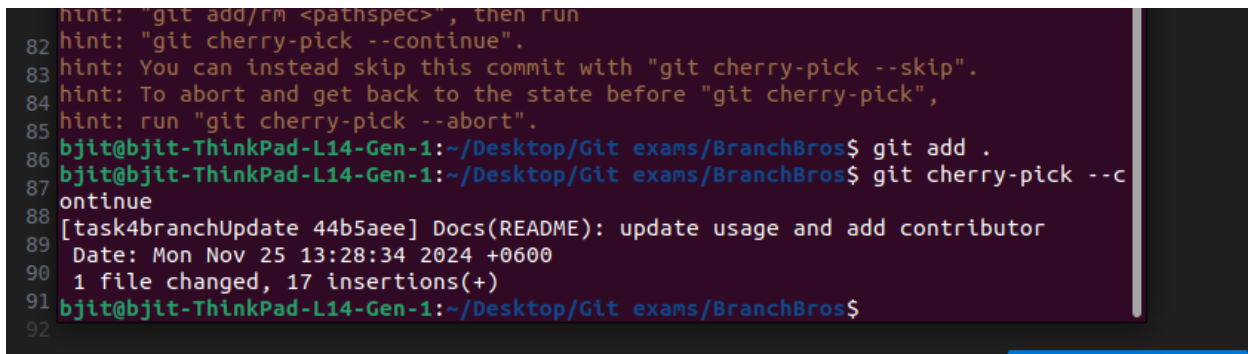 hint: "git add/rm <pathspec>", then run
82 hint: "git cherry-pick --continue".
83 hint: You can instead skip this commit with "git cherry-pick --skip".
84 hint: To abort and get back to the state before "git cherry-pick",
85 hint: run "git cherry-pick --abort".
86 bjit@bjit-ThinkPad-L14-Gen-1:~/Desktop/Git exams/BranchBros$ git add .
87 bjit@bjit-ThinkPad-L14-Gen-1:~/Desktop/Git exams/BranchBros$ git cherry-pick --c
ontinue
88 [task4branchUpdate 44b5aee] Docs(README): update usage and add contributor
89 Date: Mon Nov 25 13:28:34 2024 +0600
90 1 file changed, 17 insertions(+)
91 bjit@bjit-ThinkPad-L14-Gen-1:~/Desktop/Git exams/BranchBros$
92